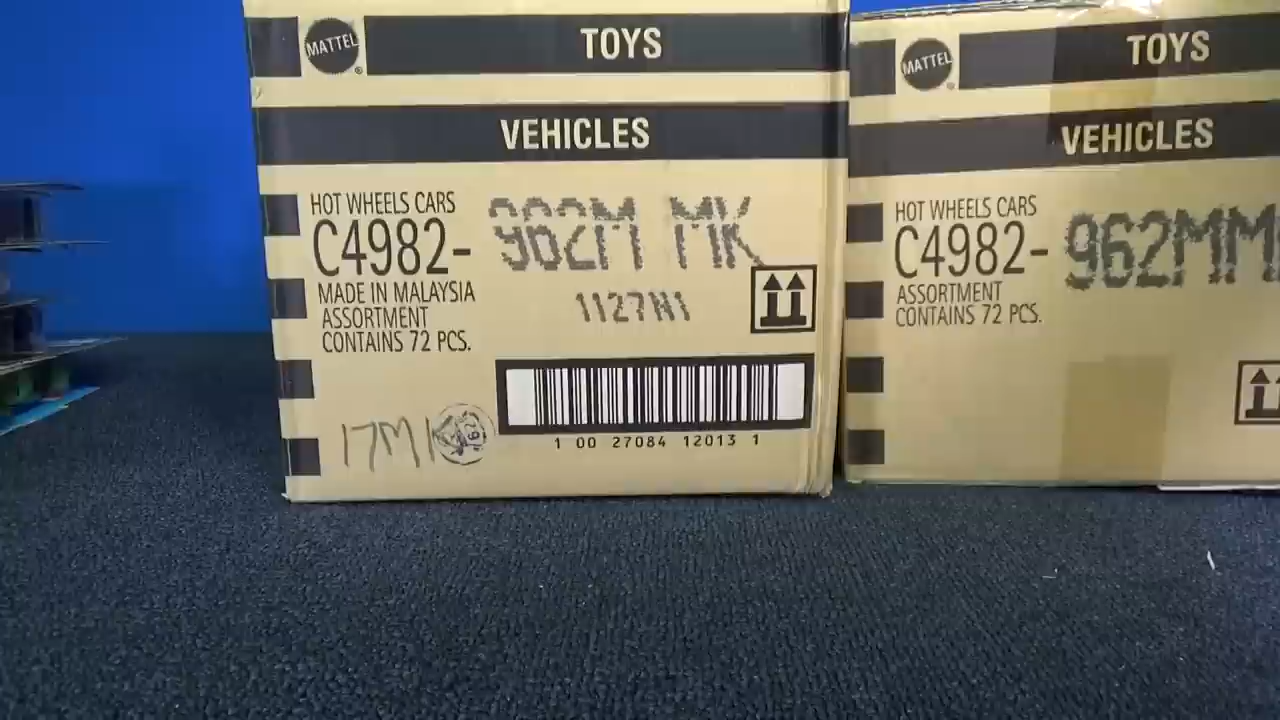 MATTEL
TOYS
VEHICLES
HOT WHEELS CARS
C4982- 962M MK
MADE IN MALAYSIA
1127N1
ASSORTMENT
CONTAINS 72 PCS.
17MK
1 00 27084 12013 1
MATTEL
TOYS
VEHICLES
HOT WHEELS CARS
C4982- 962MM
ASSORTMENT
CONTAINS 72 PCS.